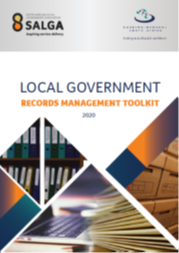 SALGA
Inspiring service delivery
LOCAL GOVERNMENT
RECORDS MANAGEMENT TOOLKIT
2020